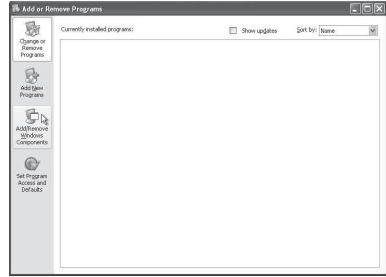 Add or Remove Programs
Change or
Remove
Programs
Currently installed programs:
Show updates
Sort by:
Name
Add New
Programs
Add/Remove
Windows
Components
Set Program
Access and
Defaults